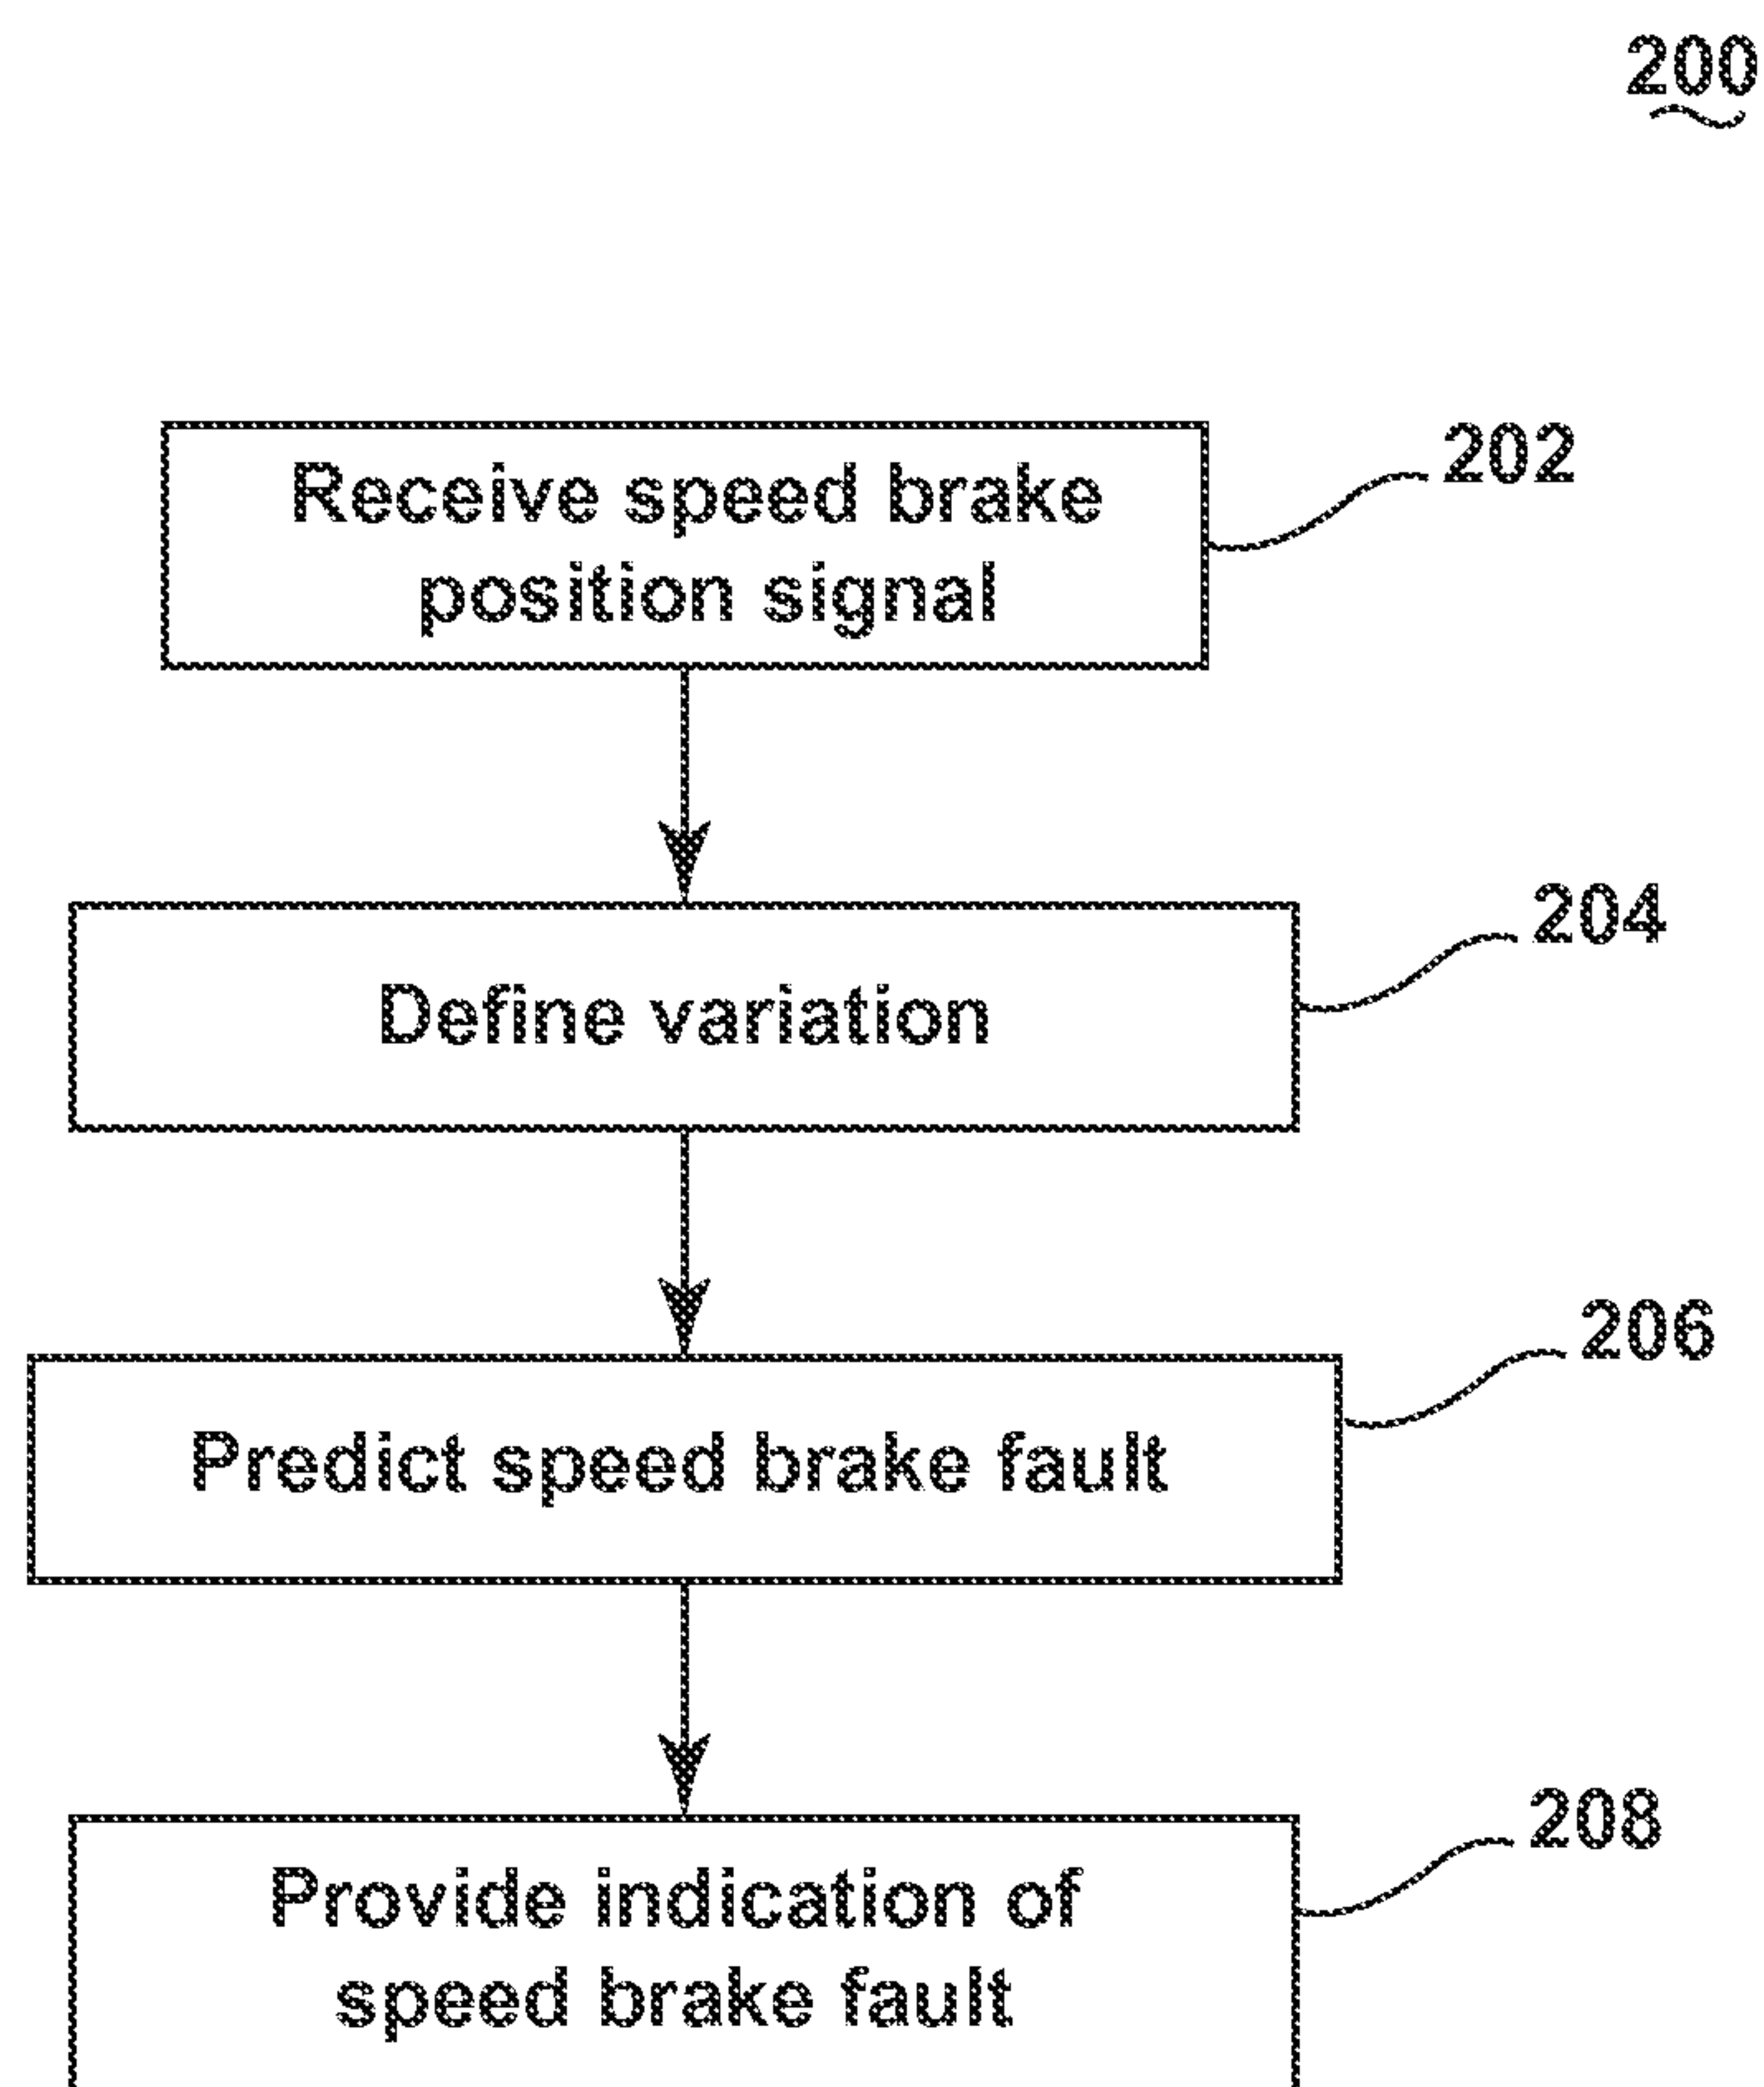 200
Receive speed brake
position signal
202
Define variation
204
Predict speed brake fault
206
Provide indication of
speed brake fault
208